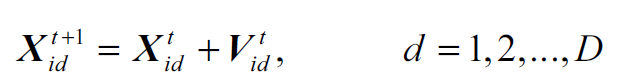 X_{id}^{t+1} = X_{id}^{t} + V_{id}^{t}, d = 1,2,...,D